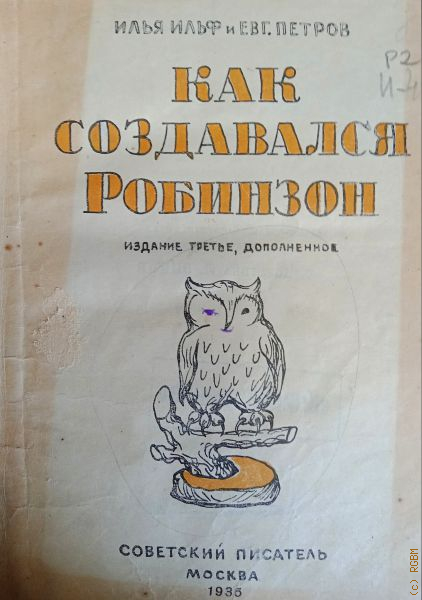 ИЛЬЯ ИЛЬФ и ЕВГ. ПЕТРОВ
Р2
И-4
КАК
СОЗДАВАЛСЯ
РОБИНЗОН
ИЗДАНИЕ ТРЕТЬЕ, ДОПОЛНЕННОЕ
СОВЕТСКИЙ ПИСАТЕЛЬ
МОСКВА
1935
(c) RGBM